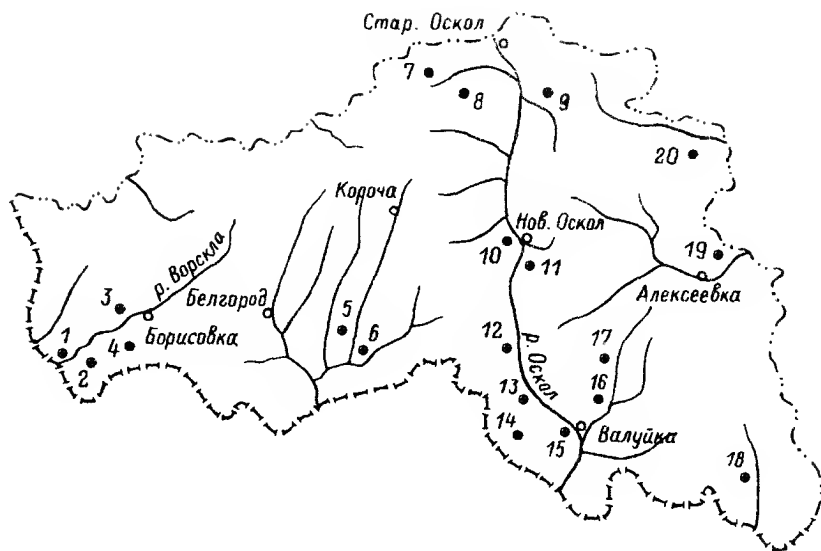 Стар. Оскол
7
8
9
20
Короча
р. Ворскла
Нов. Оскол
10
11
19
Алексеевка
Белгород
3
Борисовка
1
2
4
5
6
12
р. Оскол
17
13
16
14
15
Валуйка
18